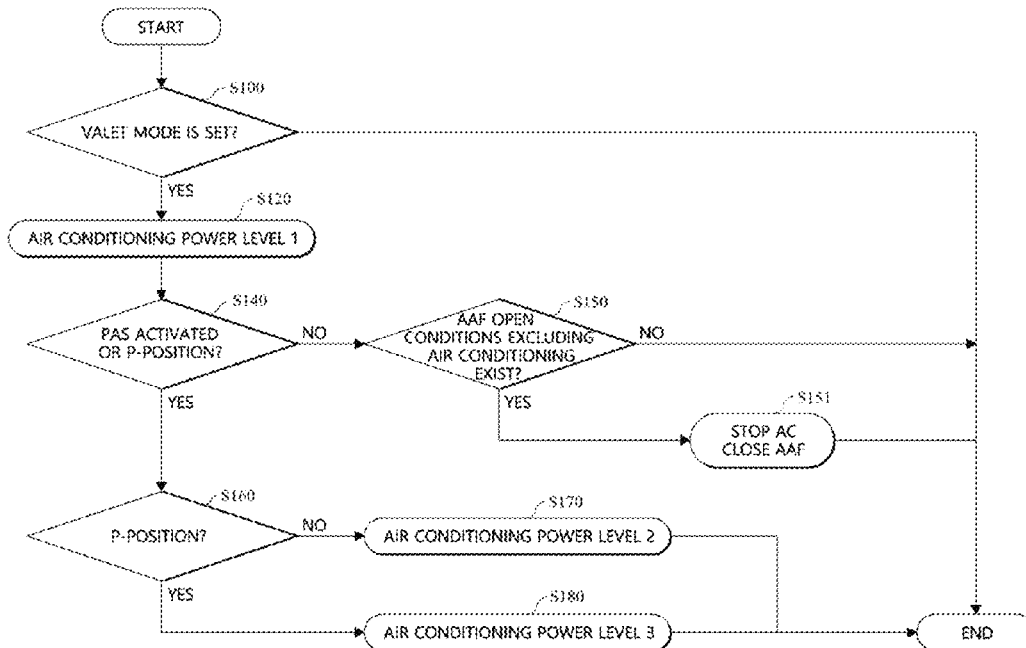 START
S100
VALET MODE IS SET?
YES
S120
AIR CONDITIONING POWER LEVEL 1
S140
PAS ACTIVATED
OR P-POSITION?
NO
YES
S150
AAF OPEN
CONDITIONS EXCLUDING
AIR CONDITIONING
EXIST?
NO
YES
S151
STOP AC
CLOSE AAF
S160
P-POSITION?
NO
YES
S170
AIR CONDITIONING POWER LEVEL 2
S180
AIR CONDITIONING POWER LEVEL 3
END